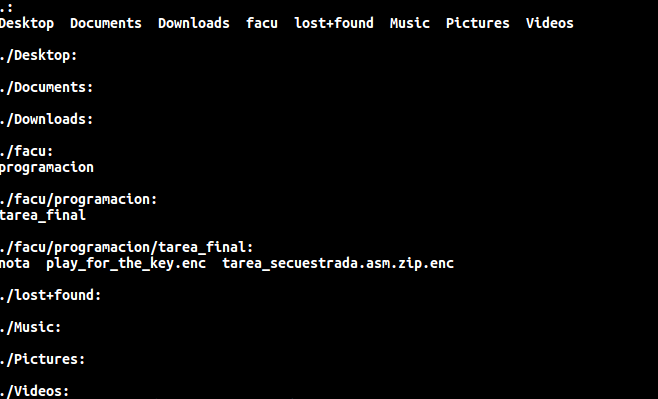 .:
Desktop  Documents  Downloads  facu  lost+found  Music  Pictures  Videos
./Desktop:
./Documents:
./Downloads:
./facu:
programacion
./facu/programacion:
tarea_final
./facu/programacion/tarea_final:
nota  play_for_the_key.enc  tarea_secuestrada.asm.zip.enc
./lost+found:
./Music:
./Pictures:
./Videos: